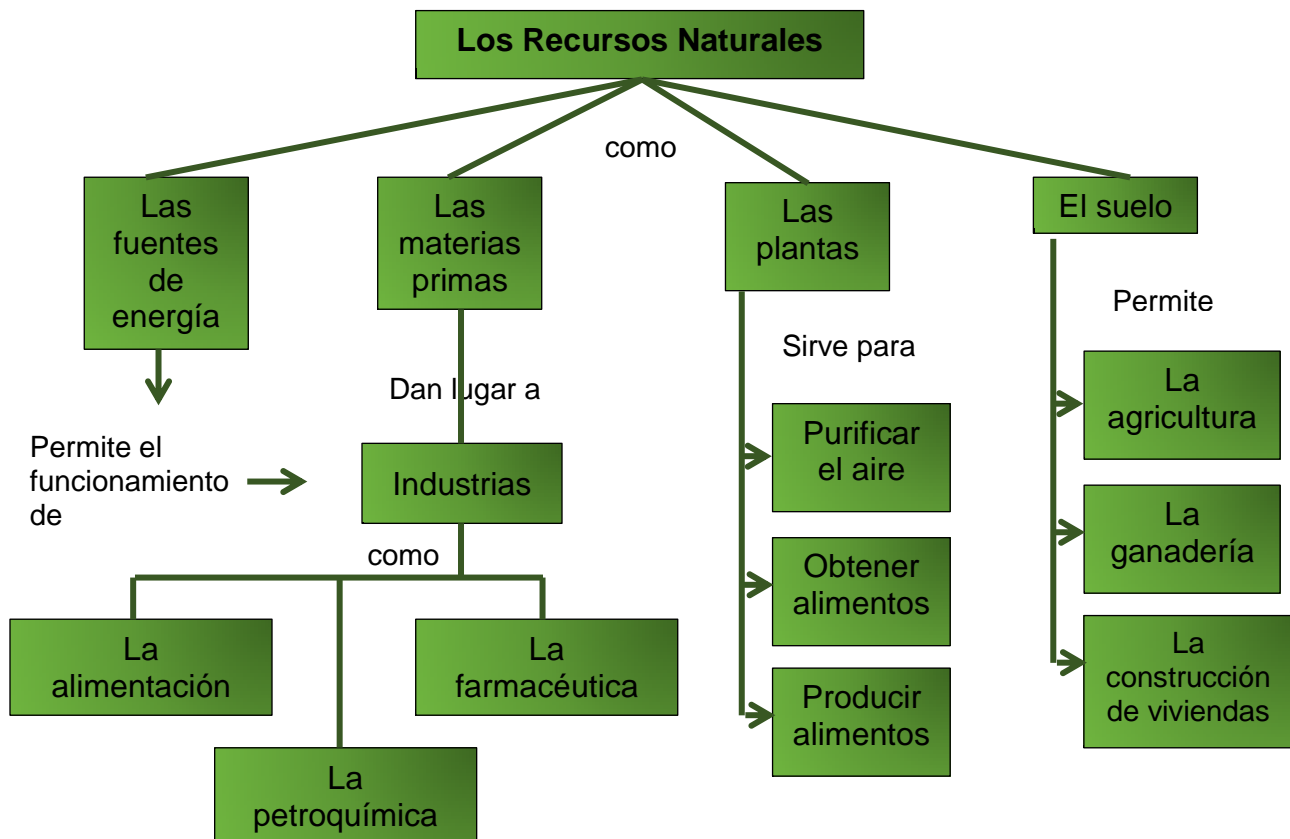 Los Recursos Naturales
como
Las
fuentes
de
energía
Las
materias
primas
Las
plantas
El suelo
Permite
Sirve para
Dan lugar a
Permite el
funcionamiento
de
Industrias
como
La
alimentación
La
farmacéutica
La
petroquímica
Purificar
el aire
Obtener
alimentos
Producir
alimentos
La
agricultura
La
ganadería
La
construcción
de viviendas